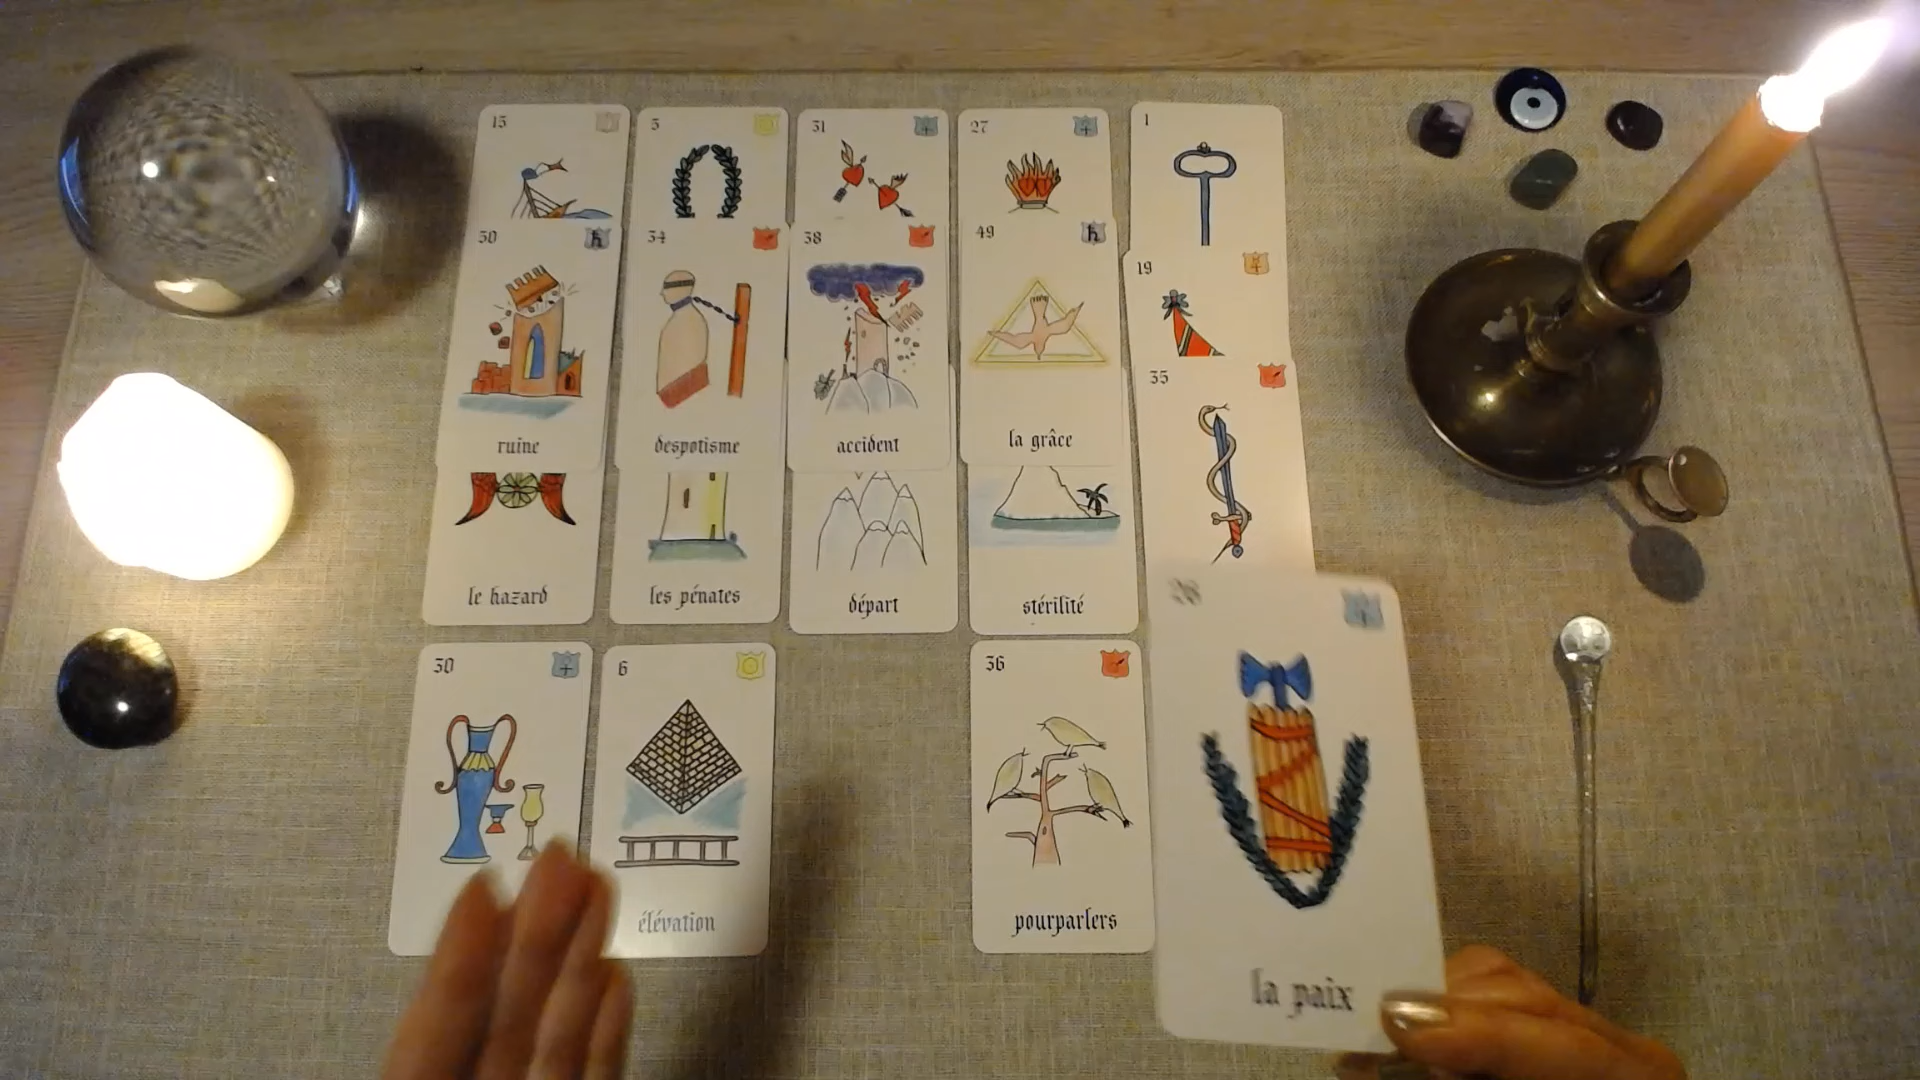 15
5
31
27
1
50
34
38
49
19
35
ruine
despotisme
accident
la grâce
le hazard
les pénates
départ
stérilité
30
6
36
élévation
pourparlers
la paix